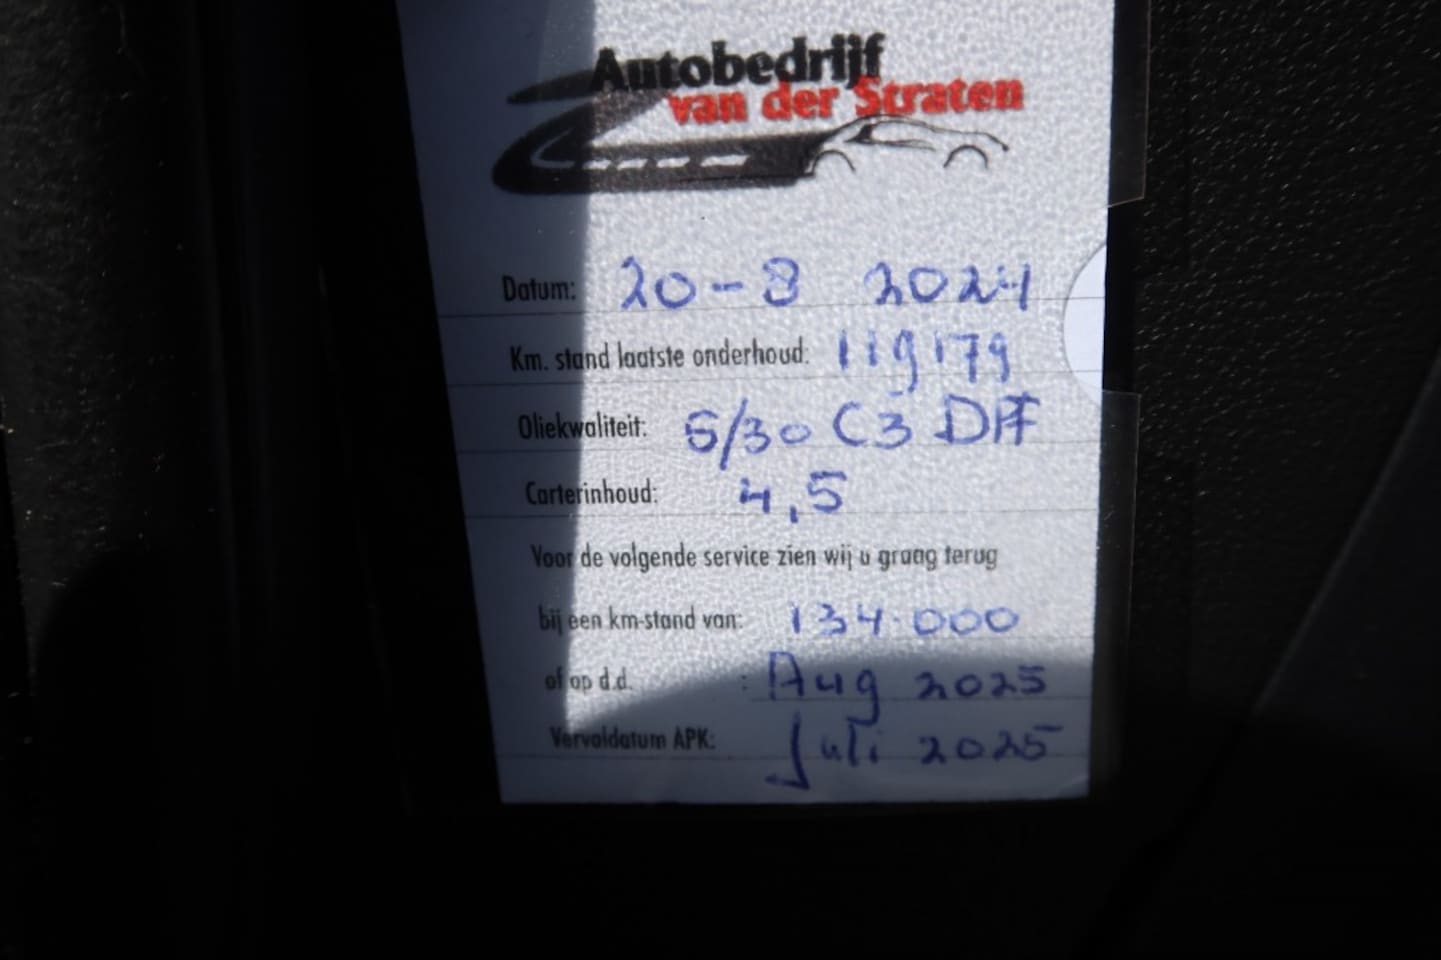 Autobedrijf
van der Straten
Datum: 20-8 2024
Km. stand laatste onderhoud: 119179
Oliekwaliteit: 5/30 C3 DPF
Carterinhoud: 4,5
Voor de volgende service zien wij u graag terug
bij een km-stand van: 134.000
of op d.d. : Aug 2025
Vervaldatum APK: Juli 2025